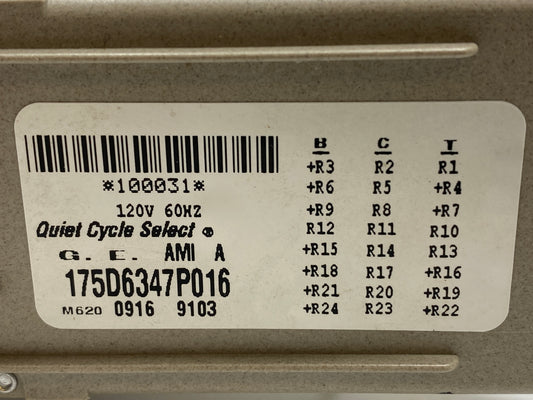 *100031*
120V 60HZ
Quiet Cycle Select ®
G. E. AMI A
175D6347P016
M620 0916 9103
B C T
+R3 R2 R1
+R6 R5 +R4
+R9 R8 +R7
R12 R11 R10
+R15 R14 R13
+R18 R17 +R16
+R21 R20 +R19
+R24 R23 +R22